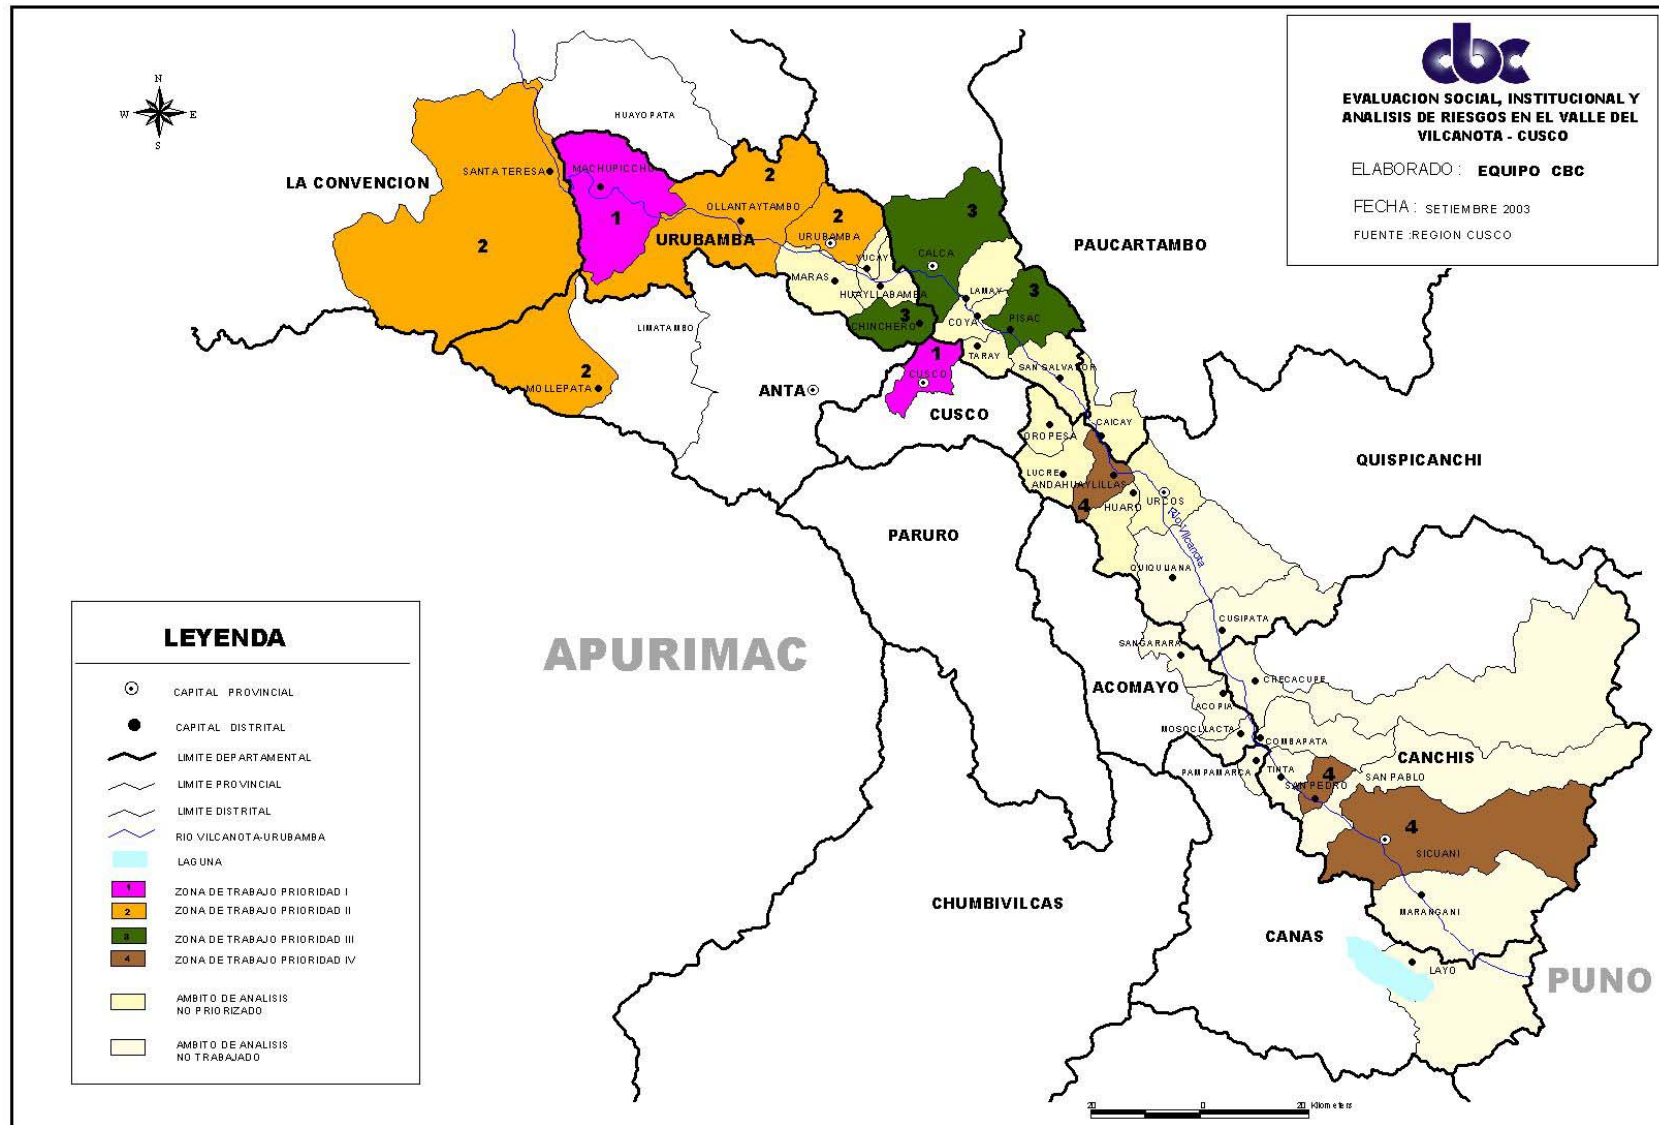 cbc
EVALUACION SOCIAL, INSTITUCIONAL Y
ANALISIS DE RIESGOS EN EL VALLE DEL
VILCANOTA - CUSCO
ELABORADO : EQUIPO CBC
FECHA : SETIEMBRE 2003
FUENTE :REGION CUSCO
N
W E
S
HUAYOPATA
LA CONVENCION
SANTA TERESA
MACHUPICCHU
2
1
2
OLLANTAYTAMBO
URUBAMBA
2
URUBAMBA
YUCAY
MARAS
HUAYLLABAMBA
3
CHINCHERO
3
CALCA
LAMAY
COYA
3
PISAC
TARAY
SAN SALVADOR
PAUCARTAMBO
LIMATAMBO
2
MOLLEPATA
ANTA
1
CUSCO
CUSCO
CAICAY
OROPESA
LUCRE
ANDAHUAYLILLAS
4
HUARO
URCOS
Río Vilcanota
QUISPICANCHI
PARURO
QUIQUIJANA
CUSIPATA
SANGARARA
APURIMAC
ACOMAYO
CHECACUPE
ACOPIA
MOSOCLLACTA
COMBAPATA
CANCHIS
PAMPAMARCA
TINTA
4
SAN PEDRO
SAN PABLO
4
SICUANI
CHUMBIVILCAS
MARANGANI
CANAS
LAYO
PUNO
LEYENDA
CAPITAL PROVINCIAL
CAPITAL DISTRITAL
LIMITE DEPARTAMENTAL
LIMITE PROVINCIAL
LIMITE DISTRITAL
RIO VILCANOTA-URUBAMBA
LAGUNA
1 ZONA DE TRABAJO PRIORIDAD I
2 ZONA DE TRABAJO PRIORIDAD II
3 ZONA DE TRABAJO PRIORIDAD III
4 ZONA DE TRABAJO PRIORIDAD IV
AMBITO DE ANALISIS
NO PRIORIZADO
AMBITO DE ANALISIS
NO TRABAJADO
20 0 20 Kilometers